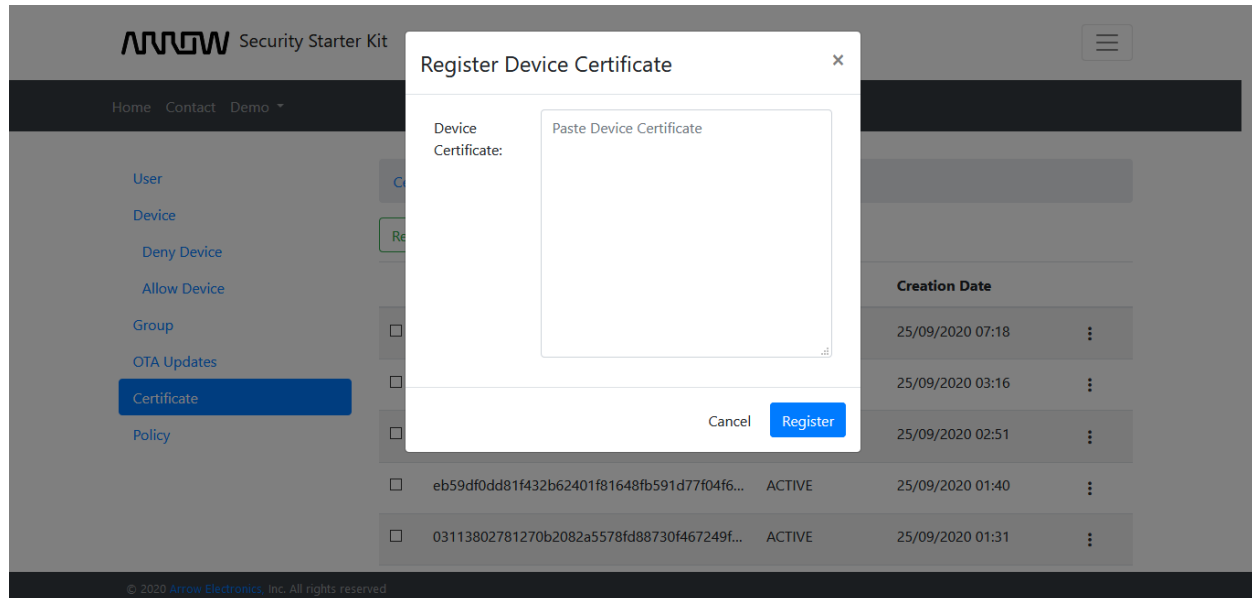 ARROW Security Starter Kit
Register Device Certificate ×
Home Contact Demo
Device Certificate:
Paste Device Certificate
User
Device
Deny Device
Allow Device
Group
OTA Updates
Certificate
Policy
Creation Date
25/09/2020 07:18
25/09/2020 03:16
25/09/2020 02:51
Cancel Register
eb59df0dd81f432b62401f81648fb591d77f04f6... ACTIVE 25/09/2020 01:40
03113802781270b2082a5578fd88730f467249f... ACTIVE 25/09/2020 01:31
© 2020 Arrow Electronics, Inc. All rights reserved